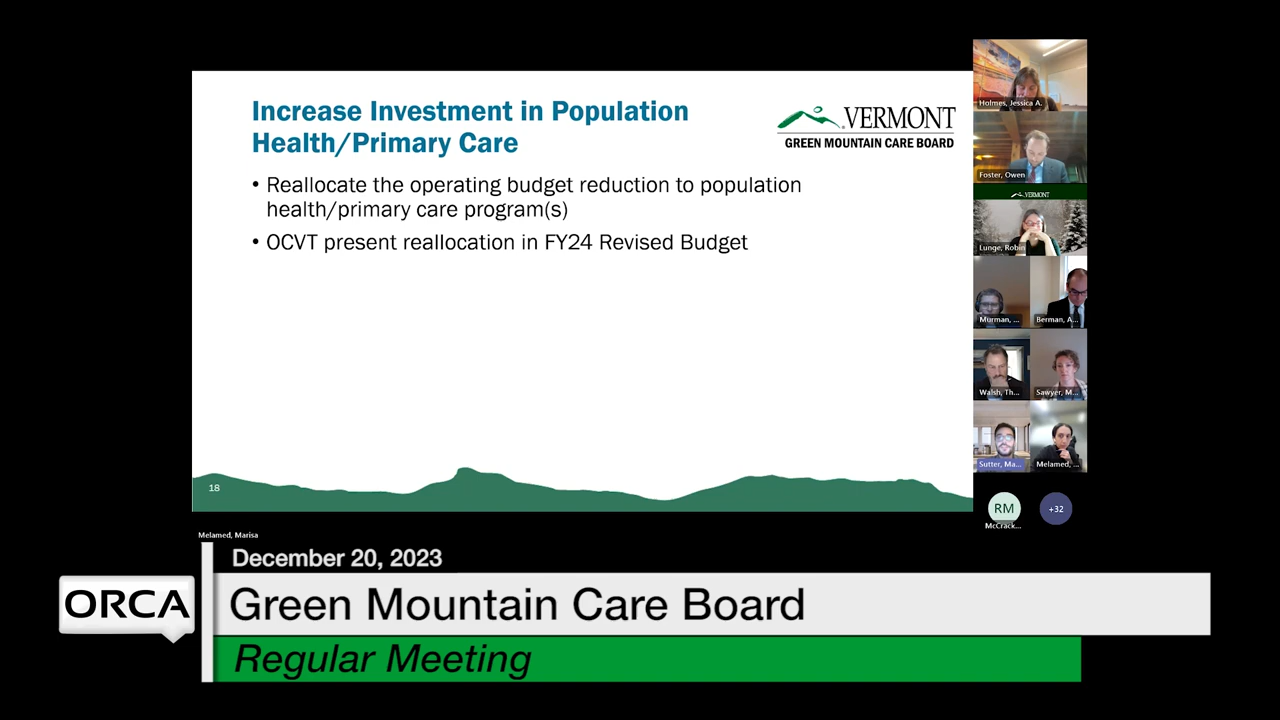 Increase Investment in Population
Health/Primary Care
VERMONT
GREEN MOUNTAIN CARE BOARD
• Reallocate the operating budget reduction to population
health/primary care program(s)
• OCVT present reallocation in FY24 Revised Budget
18
Holmes, Jessica A.
Foster, Owen
VERMONT
Lunge, Robin
Murman, ...
Berman, A...
Walsh, Th...
Sawyer, M...
Sutter, Ma...
Melamed, ...
RM
+32
McCrack...
Melamed, Marisa
December 20, 2023
ORCA
Green Mountain Care Board
Regular Meeting